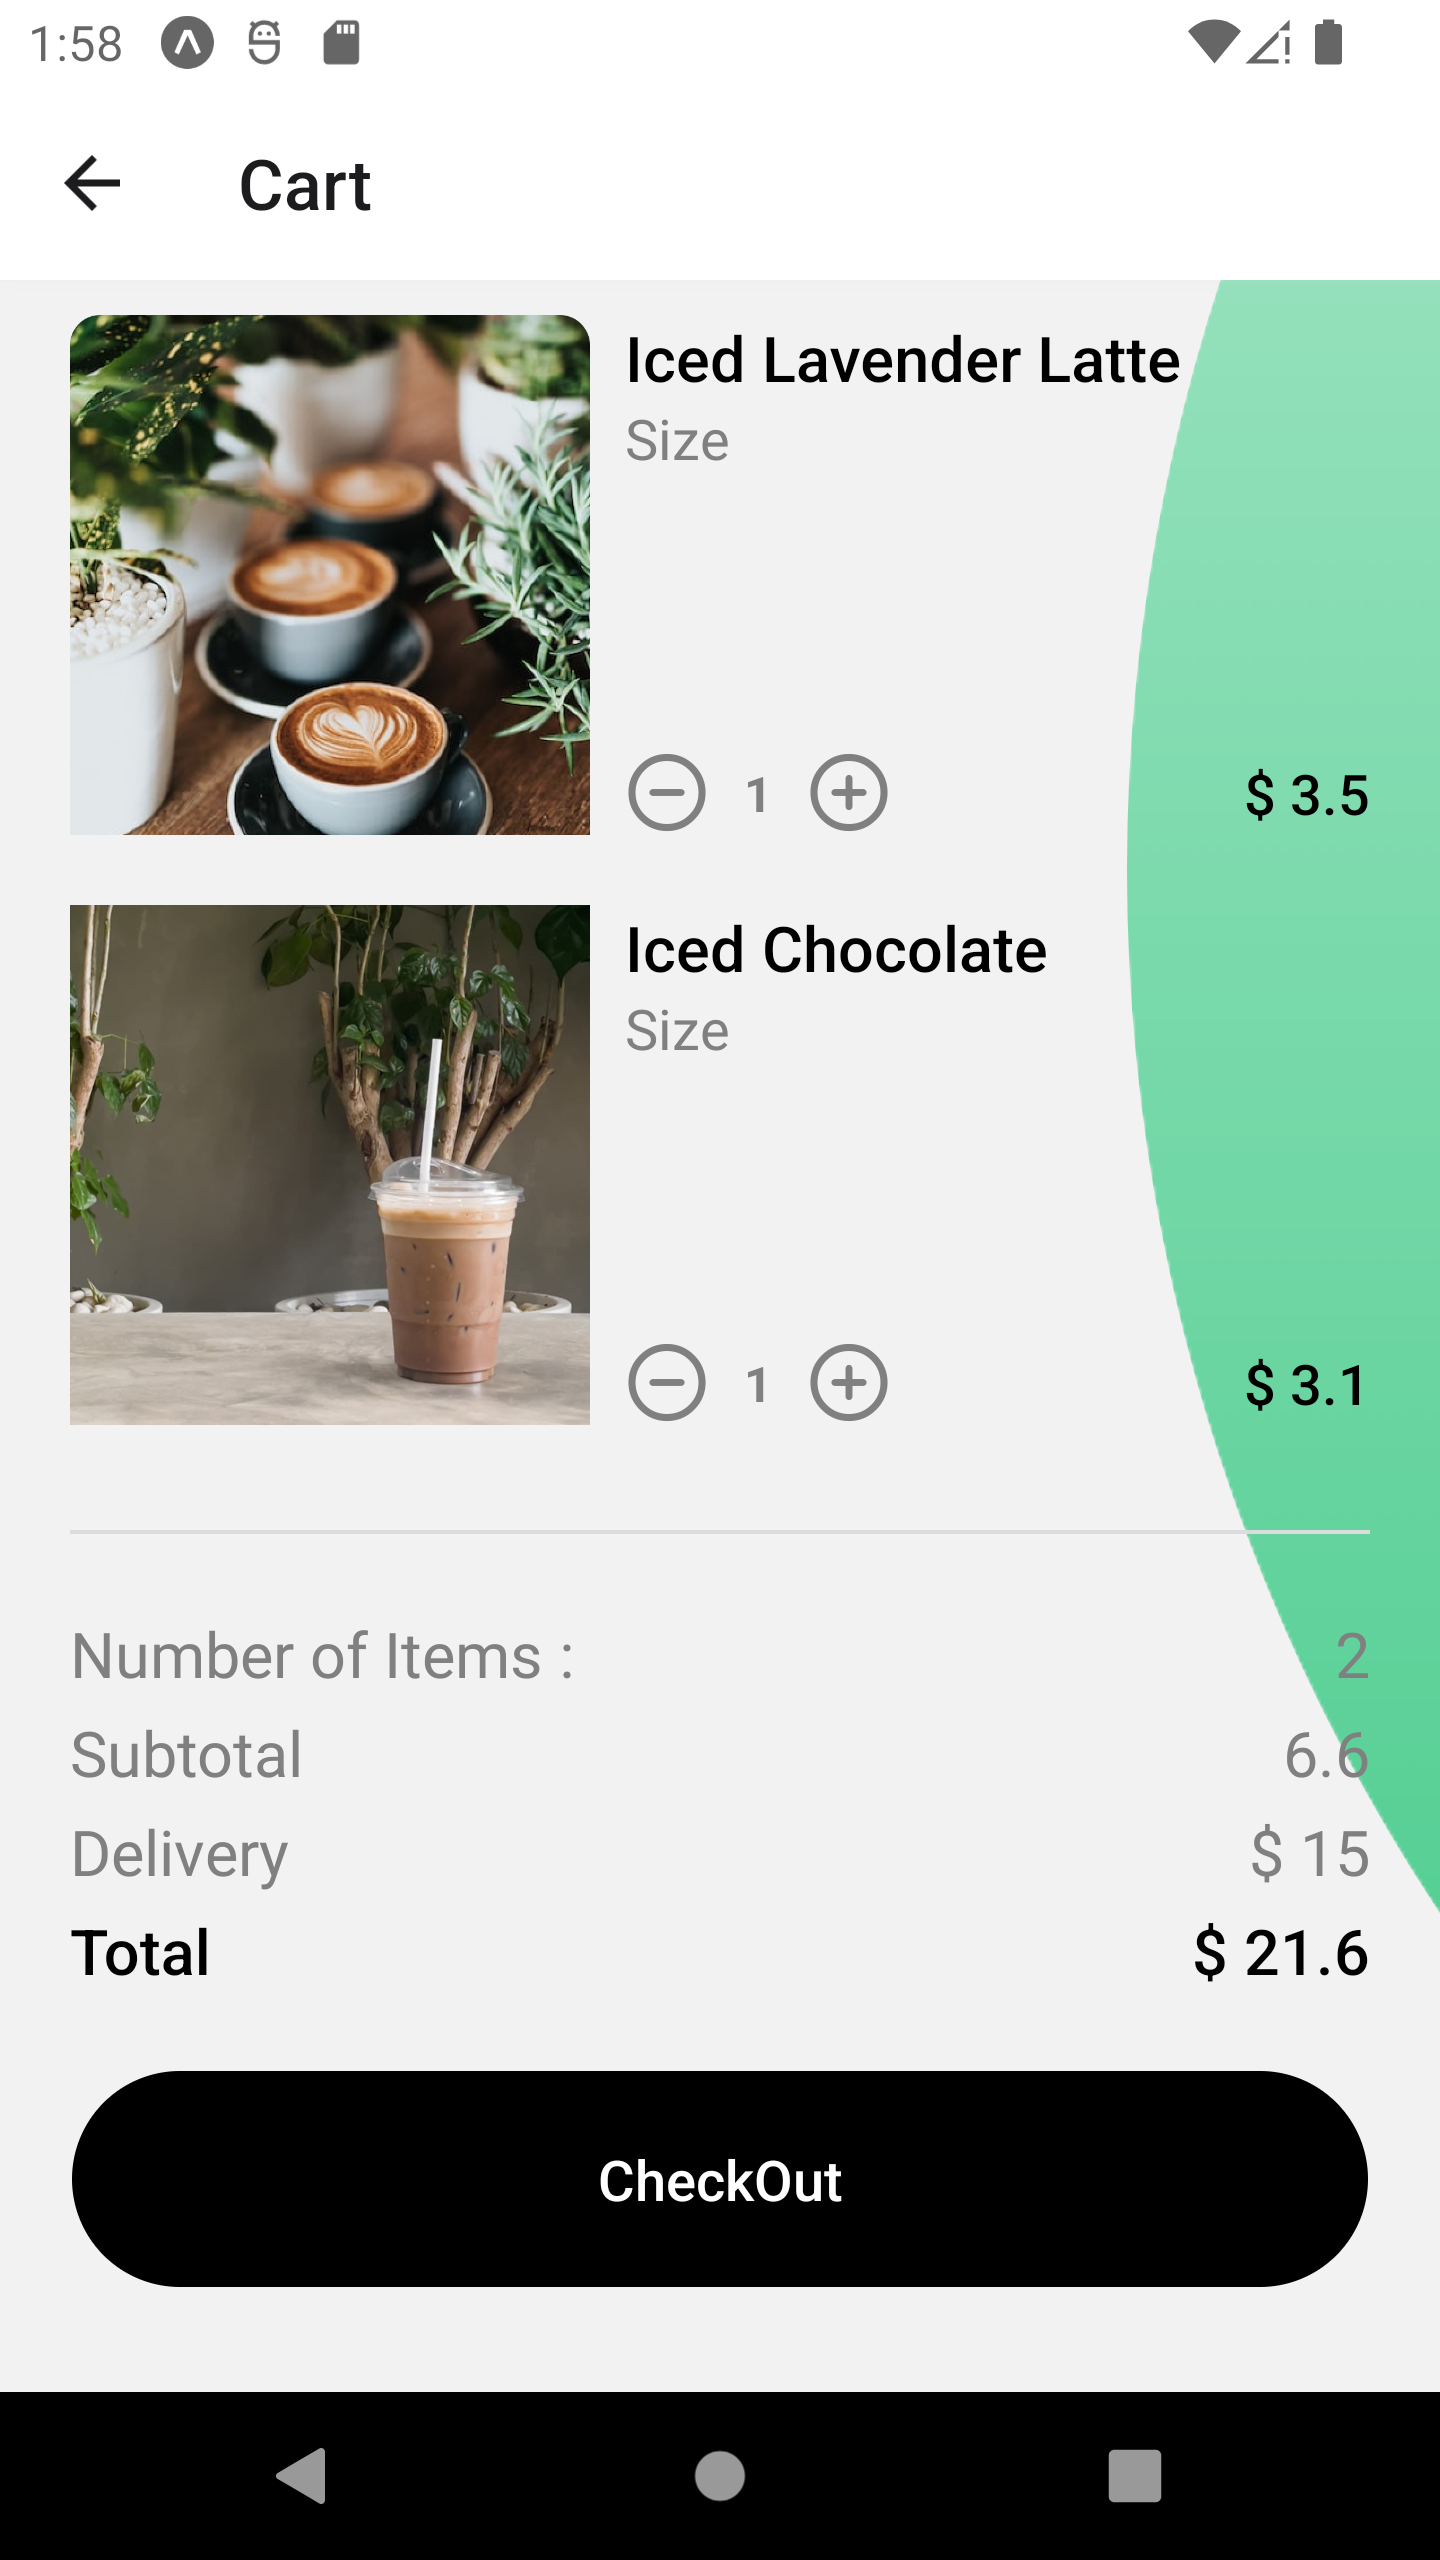 1:58
Cart
Iced Lavender Latte
Size
1
$ 3.5
Iced Chocolate
Size
1
$ 3.1
Number of Items : 2
Subtotal 6.6
Delivery $ 15
Total $ 21.6
CheckOut